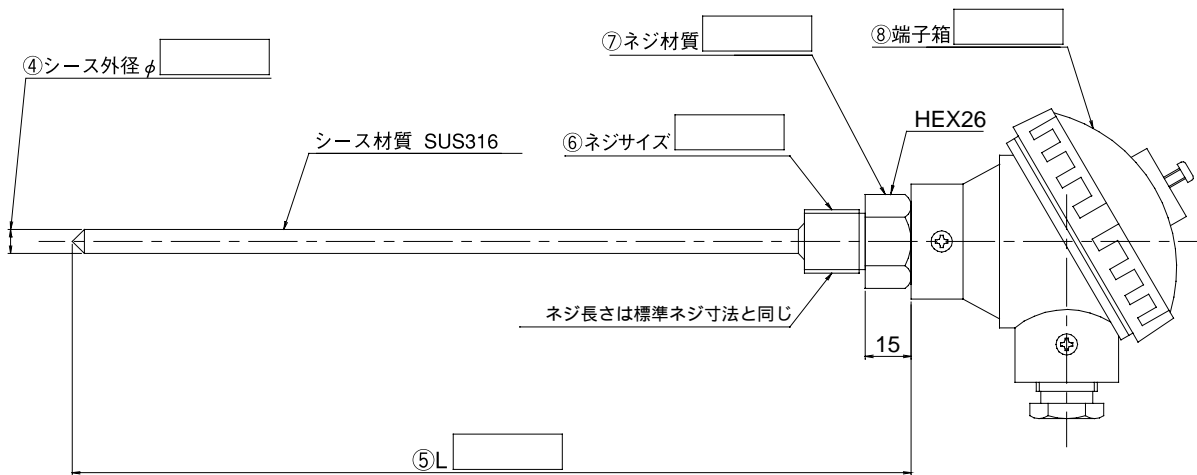 ⑦ネジ材質
⑧端子箱
④シース外径φ
HEX26
シース材質 SUS316
⑥ネジサイズ
ネジ長さは標準ネジ寸法と同じ
15
⑤L